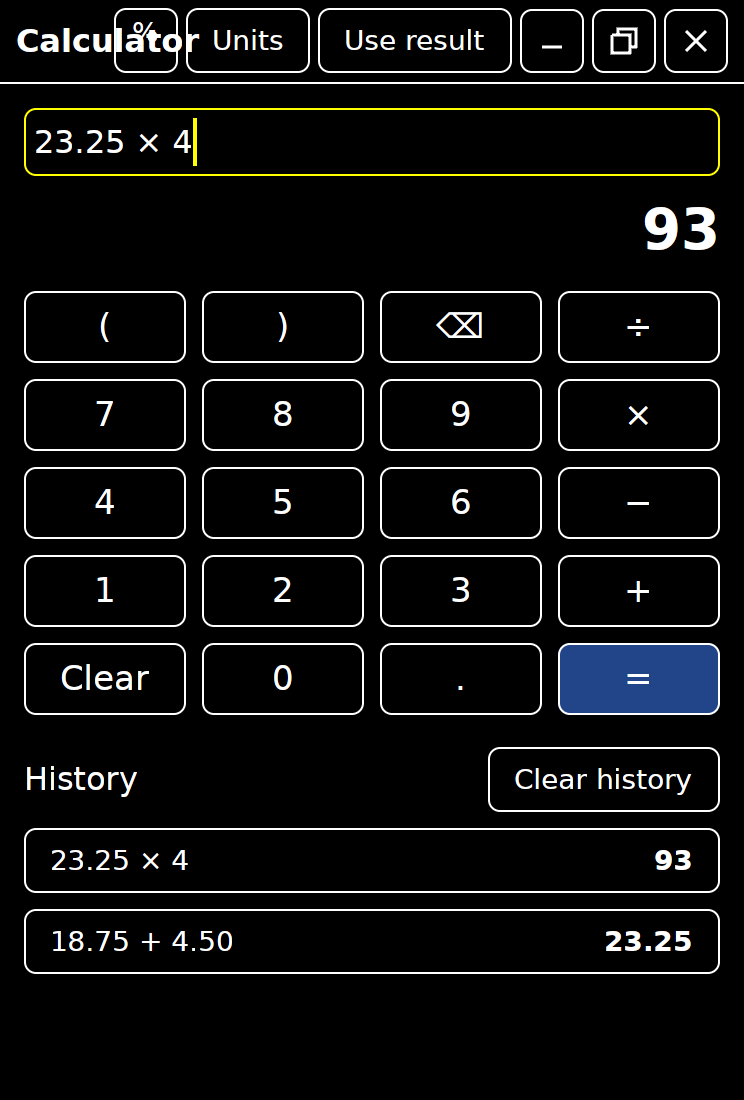 Calculator % Units Use result
23.25 × 4
93
( ) ⌫ ÷
7 8 9 ×
4 5 6 −
1 2 3 +
Clear 0 . =
History Clear history
23.25 × 4 93
18.75 + 4.50 23.25